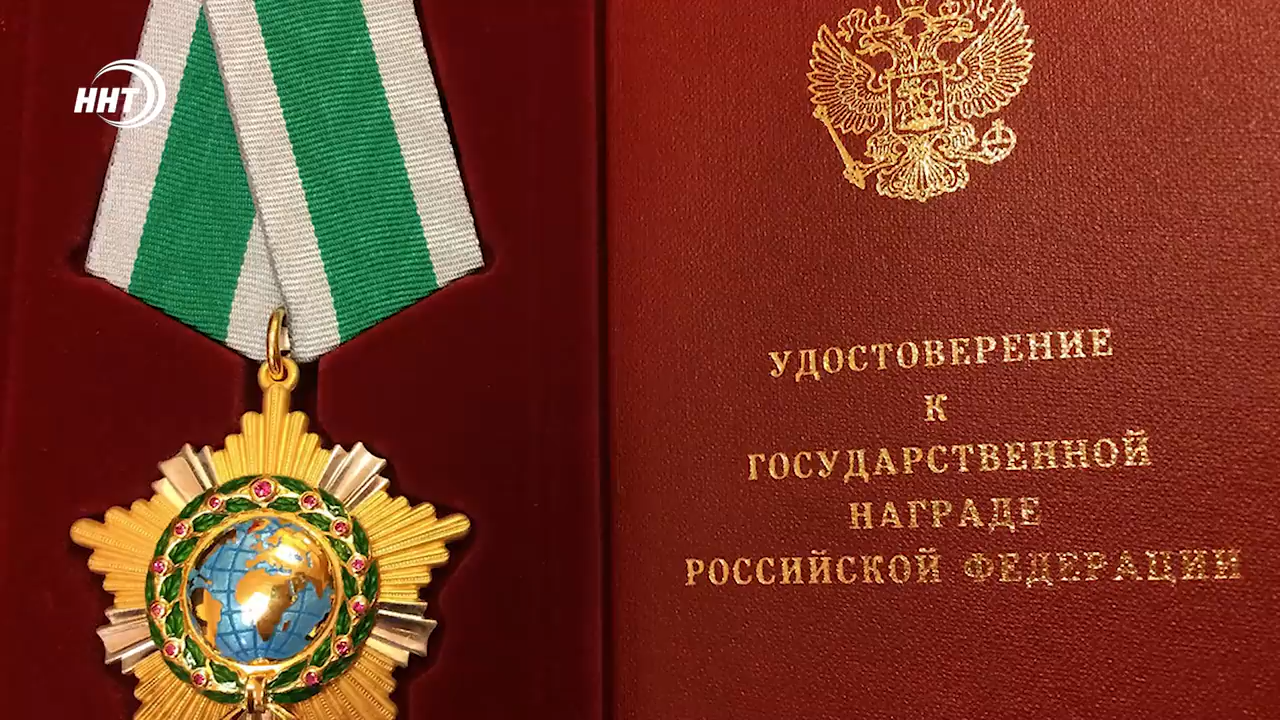 ННТ
УДОСТОВЕРЕНИЕ
К
ГОСУДАРСТВЕННОЙ
НАГРАДЕ
РОССИЙСКОЙ ФЕДЕРАЦИИ